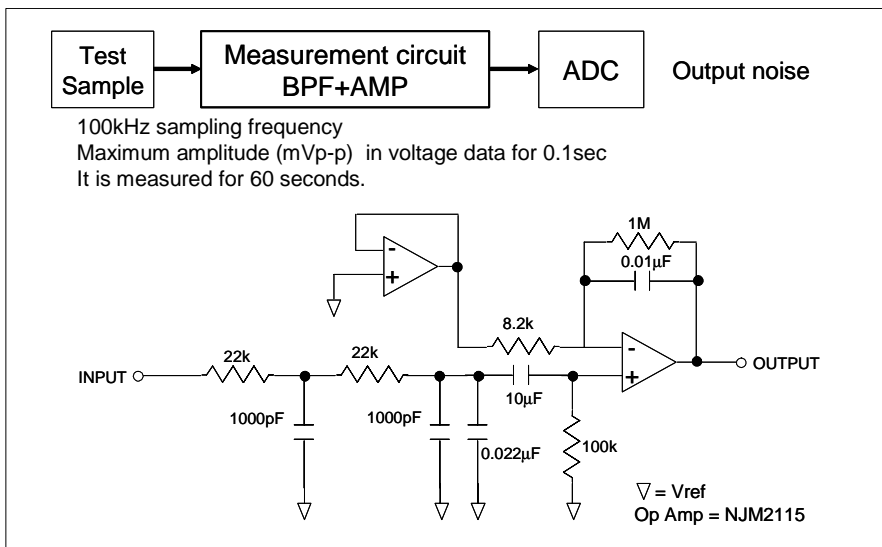 Test
Sample
Measurement circuit
BPF+AMP
ADC
Output noise
100kHz sampling frequency
Maximum amplitude (mVp-p) in voltage data for 0.1sec
It is measured for 60 seconds.
1M
0.01μF
-
+
8.2k
-
+
OUTPUT
INPUT
22k
22k
10μF
1000pF
1000pF
0.022μF
100k
= Vref
Op Amp = NJM2115